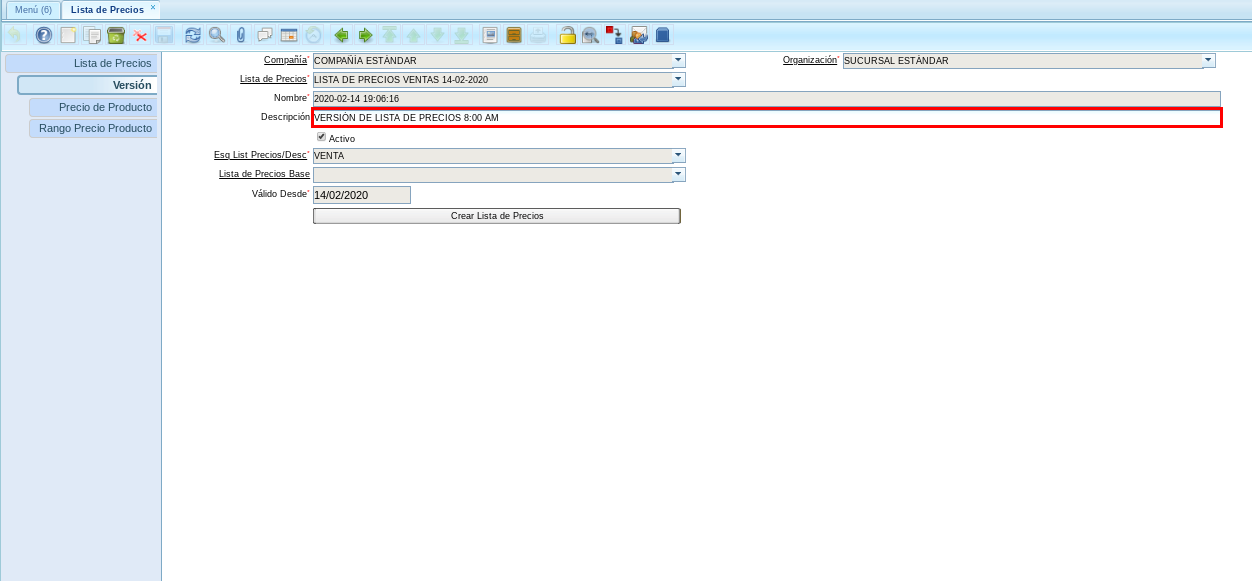 Menú (6) Lista de Precios ×
Lista de Precios
Versión
Precio de Producto
Rango Precio Producto
Compañía* COMPAÑÍA ESTÁNDAR Organización* SUCURSAL ESTÁNDAR
Lista de Precios* LISTA DE PRECIOS VENTAS 14-02-2020
Nombre* 2020-02-14 19:06:16
Descripción VERSIÓN DE LISTA DE PRECIOS 8:00 AM
Activo
Esq List Precios/Desc* VENTA
Lista de Precios Base
Válido Desde* 14/02/2020
Crear Lista de Precios